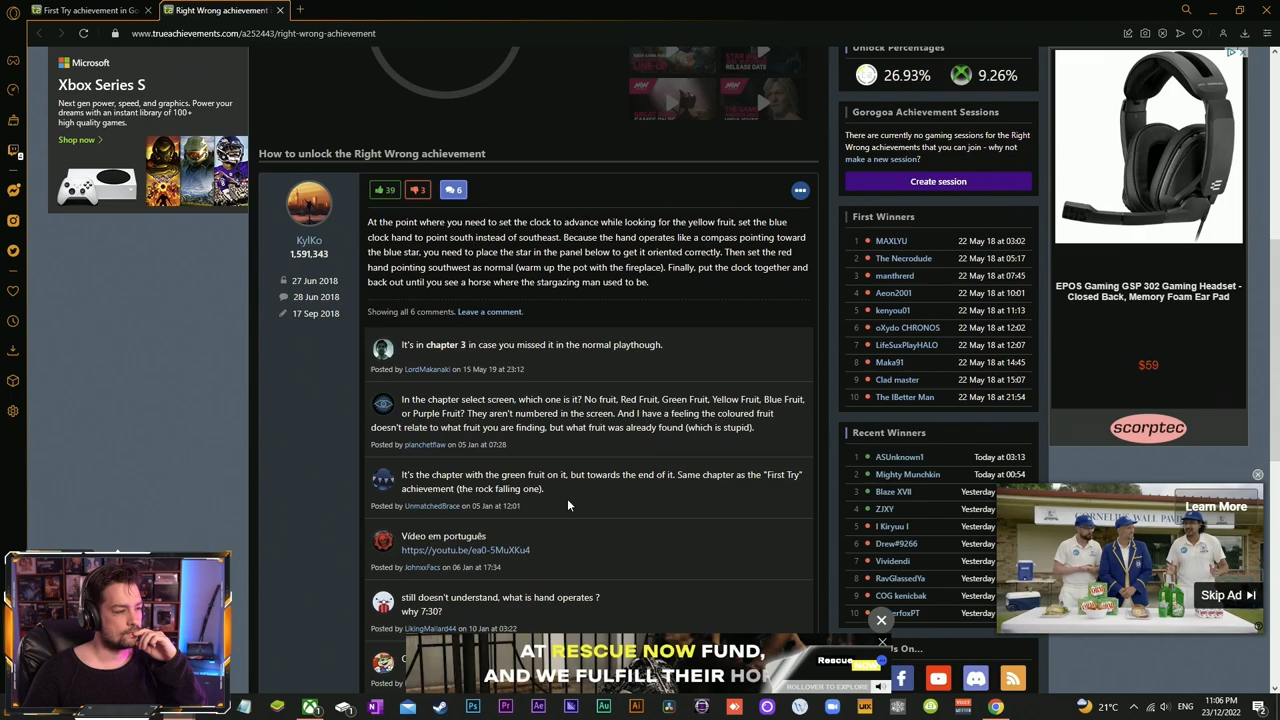 First Try achievement in Go
Right Wrong achievement
www.trueachievements.com/a252443/right-wrong-achievement
Microsoft
Xbox Series S
Next gen power, speed, and graphics. Power your
dreams with an instant library of 100+
high quality games.
Shop now >
How to unlock the Right Wrong achievement
KylKo
1,591,343
27 Jun 2018
28 Jun 2018
17 Sep 2018
39
3
6
At the point where you need to set the clock to advance while looking for the yellow fruit, set the blue
clock hand to point south instead of southeast. Because the hand operates like a compass pointing toward
the blue star, you need to place the star in the panel below to get it oriented correctly. Then set the red
hand pointing southwest as normal (warm up the pot with the fireplace). Finally, put the clock together and
back out until you see a horse where the stargazing man used to be.
Showing all 6 comments. Leave a comment.
It's in chapter 3 in case you missed it in the normal playthough.
Posted by LordMakanaki on 15 May 19 at 23:12
In the chapter select screen, which one is it? No fruit, Red Fruit, Green Fruit, Yellow Fruit, Blue Fruit,
or Purple Fruit? They aren't numbered in the screen. And I have a feeling the coloured fruit
doesn't relate to what fruit you are finding, but what fruit was already found (which is stupid).
Posted by planchetflaw on 05 Jan at 07:28
It's the chapter with the green fruit on it, but towards the end of it. Same chapter as the "First Try"
achievement (the rock falling one).
Posted by UnmatchedBrace on 05 Jan at 12:01
Vídeo em português
https://youtu.be/ea0-5MuXKu4
Posted by JohnxxFacs on 06 Jan at 17:34
still doesn't understand, what is hand operates ?
why 7:30?
Posted by LikingMallard44 on 10 Jan at 03:22
Unlock Percentages
26.93%
9.26%
Gorogoa Achievement Sessions
There are currently no gaming sessions for the Right
Wrong achievements that you can join - why not
make a new session?
Create session
First Winners
1 MAXLYU 22 May 18 at 03:02
2 The Necrodude 22 May 18 at 05:17
3 manthrerd 22 May 18 at 07:45
4 Aeon2001 22 May 18 at 10:01
5 kenyou01 22 May 18 at 11:13
6 oXydo CHRONOS 22 May 18 at 12:02
7 LifeSuxPlayHALO 22 May 18 at 12:07
8 Maka91 22 May 18 at 14:45
9 Clad master 22 May 18 at 15:07
10 The IBetter Man 22 May 18 at 21:54
Recent Winners
1 ASUnknown1 Today at 03:13
2 Mighty Munchkin Today at 00:54
3 Blaze XVII Yesterday
4 ZJXY Yesterday
5 I Kiryuu I Yesterday
6 Drew#9266 Yesterday
7 Vividendi Yesterday
8 RavGlassedYa Yesterday
9 COG kenicbak Yesterday
10 erfoxPT Yesterday
Us On...
EPOS Gaming GSP 302 Gaming Headset -
Closed Back, Memory Foam Ear Pad
$59
scorptec
Learn More
Skip Ad
AT RESCUE NOW FUND,
AND WE FULFILL THEIR HO
Rescue
NOW
ROLLOVER TO EXPLORE
21°C
ENG
11:06 PM
23/12/2022